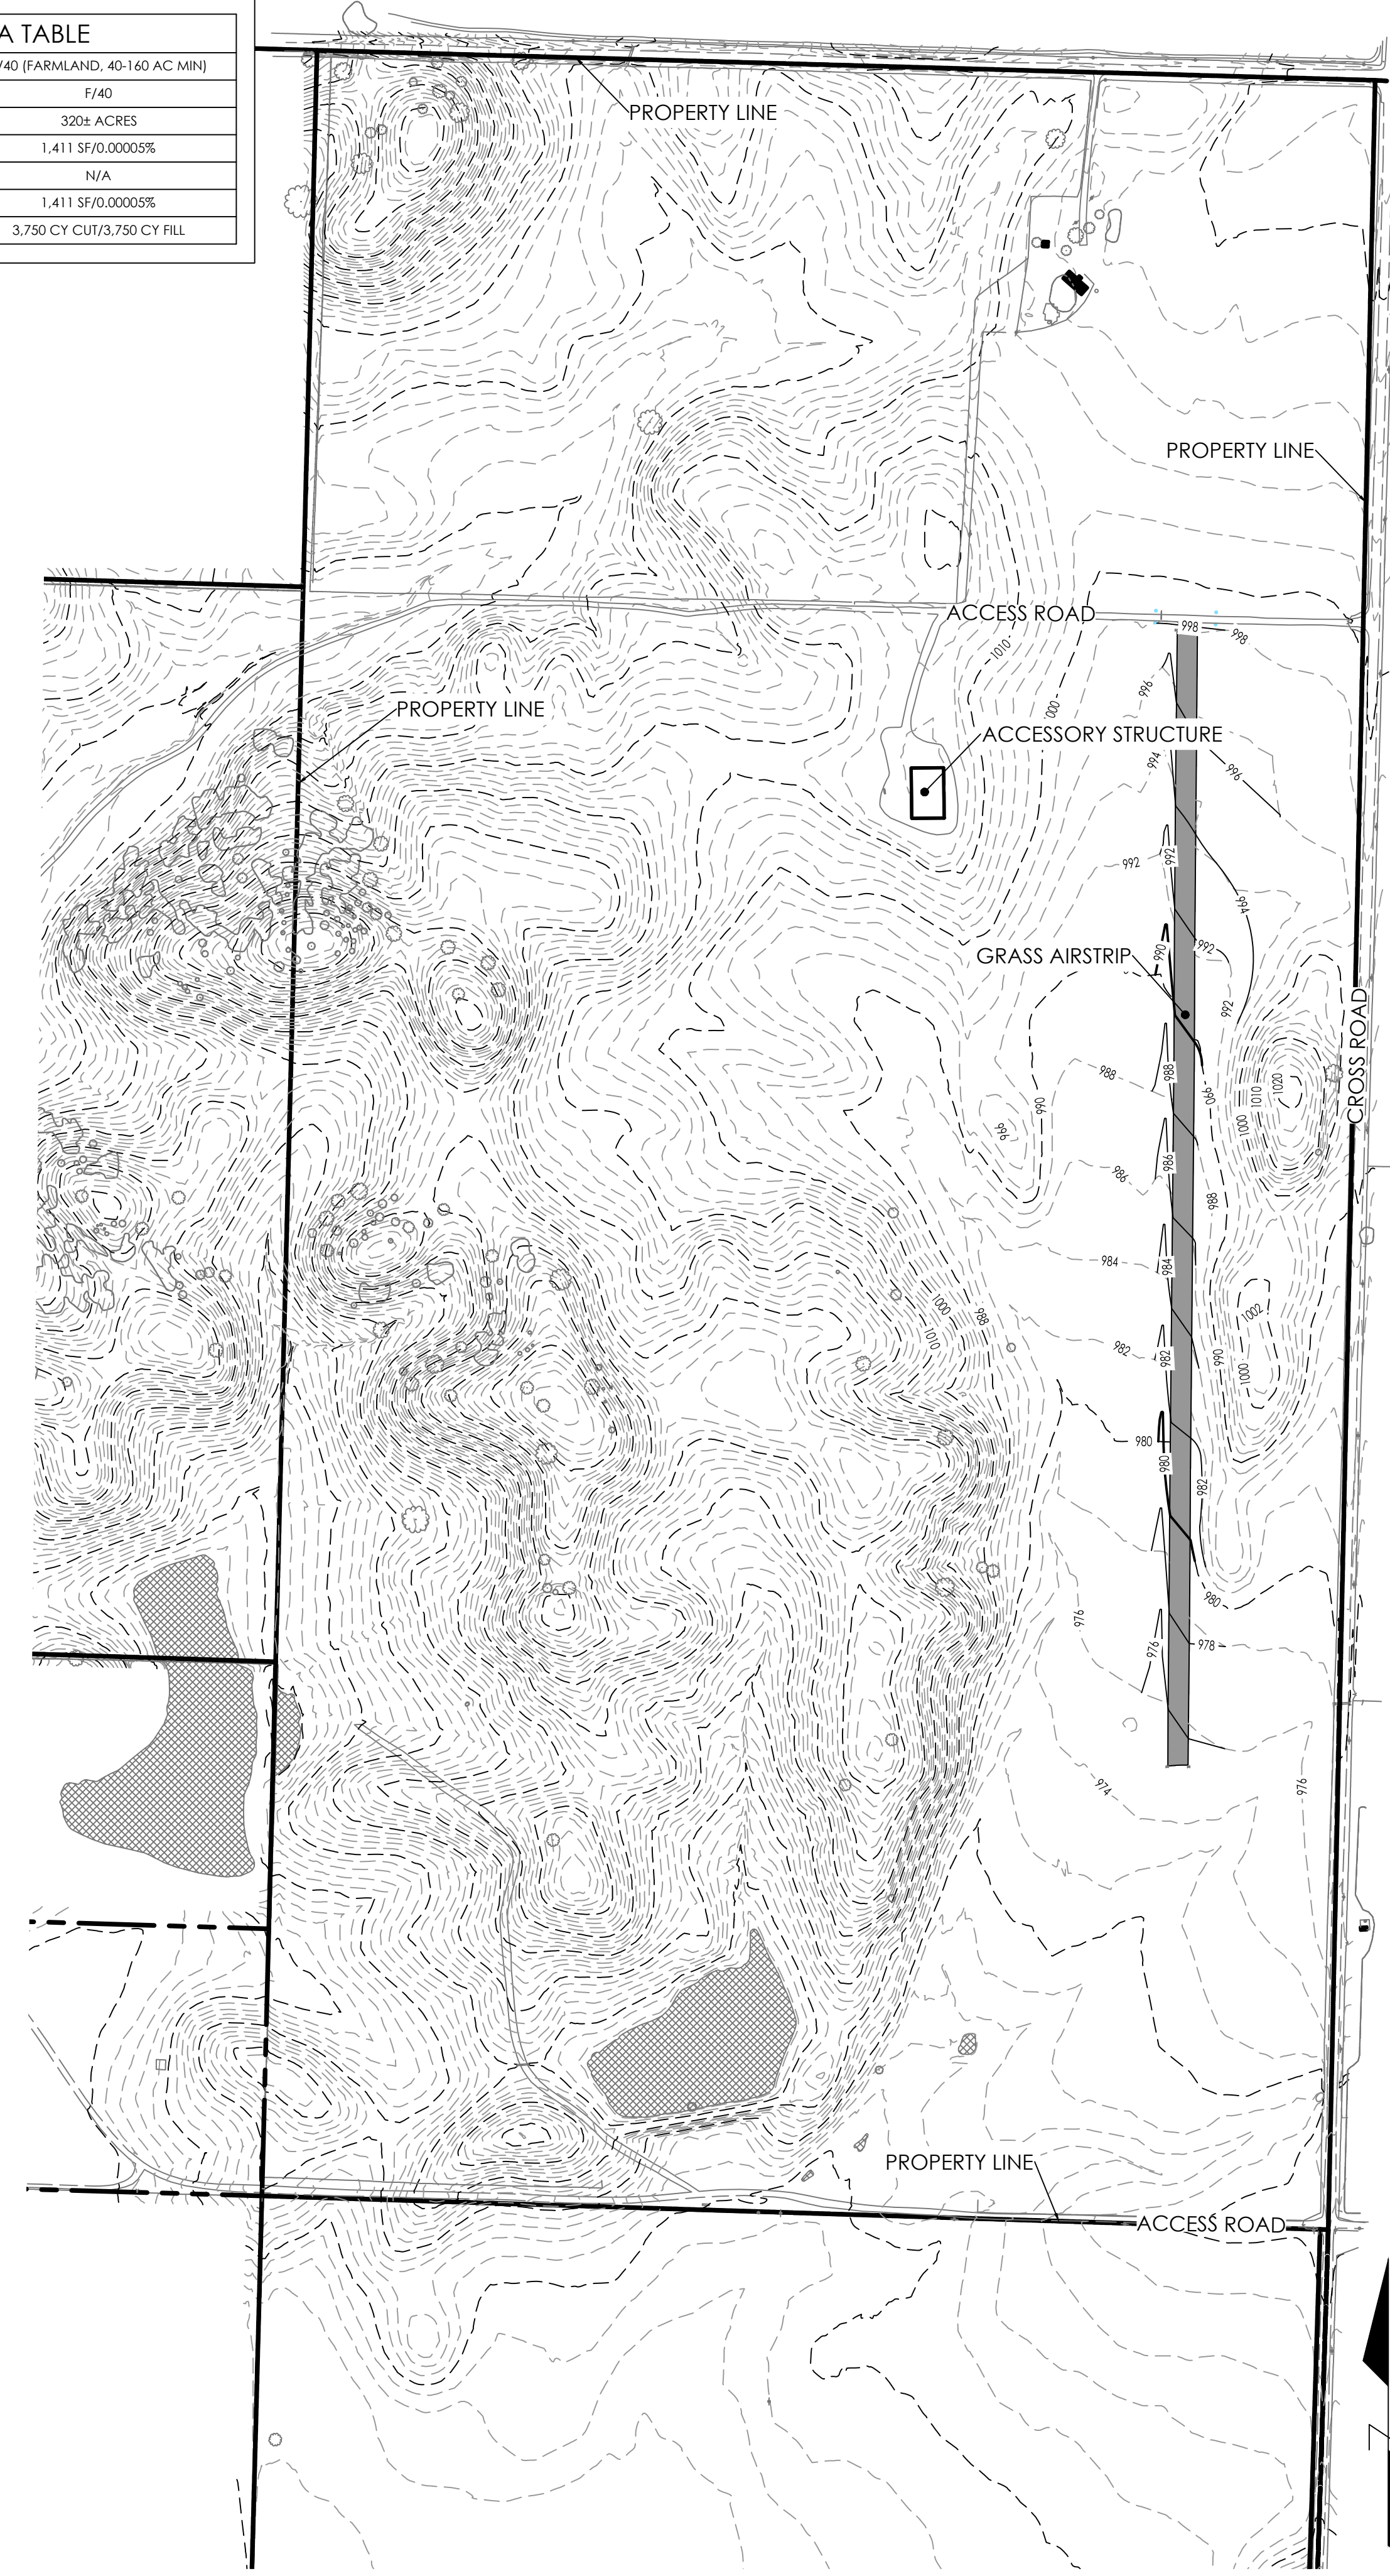 A TABLE
/40 (FARMLAND, 40-160 AC MIN)
F/40
320± ACRES
1,411 SF/0.00005%
N/A
1,411 SF/0.00005%
3,750 CY CUT/3,750 CY FILL
PROPERTY LINE
PROPERTY LINE
ACCESS ROAD
998
998
1010
996
PROPERTY LINE
000
ACCESSORY STRUCTURE
994
996
992
992
994
GRASS AIRSTRIP
990
992
992
CROSS ROAD
988
988
990
1000
1010
1020
990
996
986
986
988
984
984
1000
988
1002
1010
982
982
990
1000
980
980
982
976
980
976
978
974
976
PROPERTY LINE
ACCESS ROAD